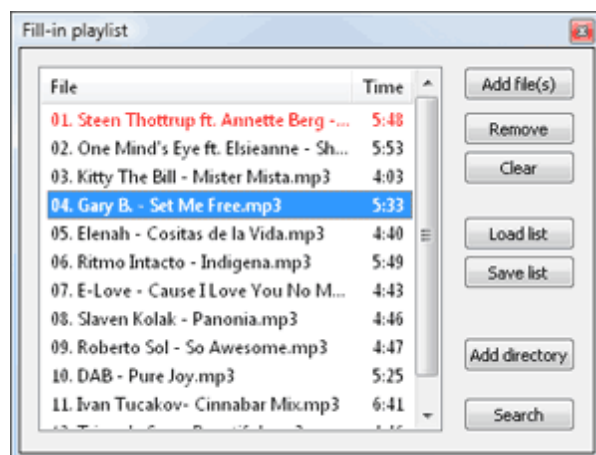 Fill-in playlist
File Time
01. Steen Thottrup ft. Annette Berg -... 5:48
02. One Mind's Eye ft. Elsieanne - Sh... 5:53
03. Kitty The Bill - Mister Mista.mp3 4:03
04. Gary B. - Set Me Free.mp3 5:33
05. Elenah - Cositas de la Vida.mp3 4:40
06. Ritmo Intacto - Indigena.mp3 5:49
07. E-Love - Cause I Love You No M... 4:43
08. Slaven Kolak - Panonia.mp3 4:46
09. Roberto Sol - So Awesome.mp3 4:47
10. DAB - Pure Joy.mp3 5:25
11. Ivan Tucakov- Cinnabar Mix.mp3 6:41
Add file(s)
Remove
Clear
Load list
Save list
Add directory
Search